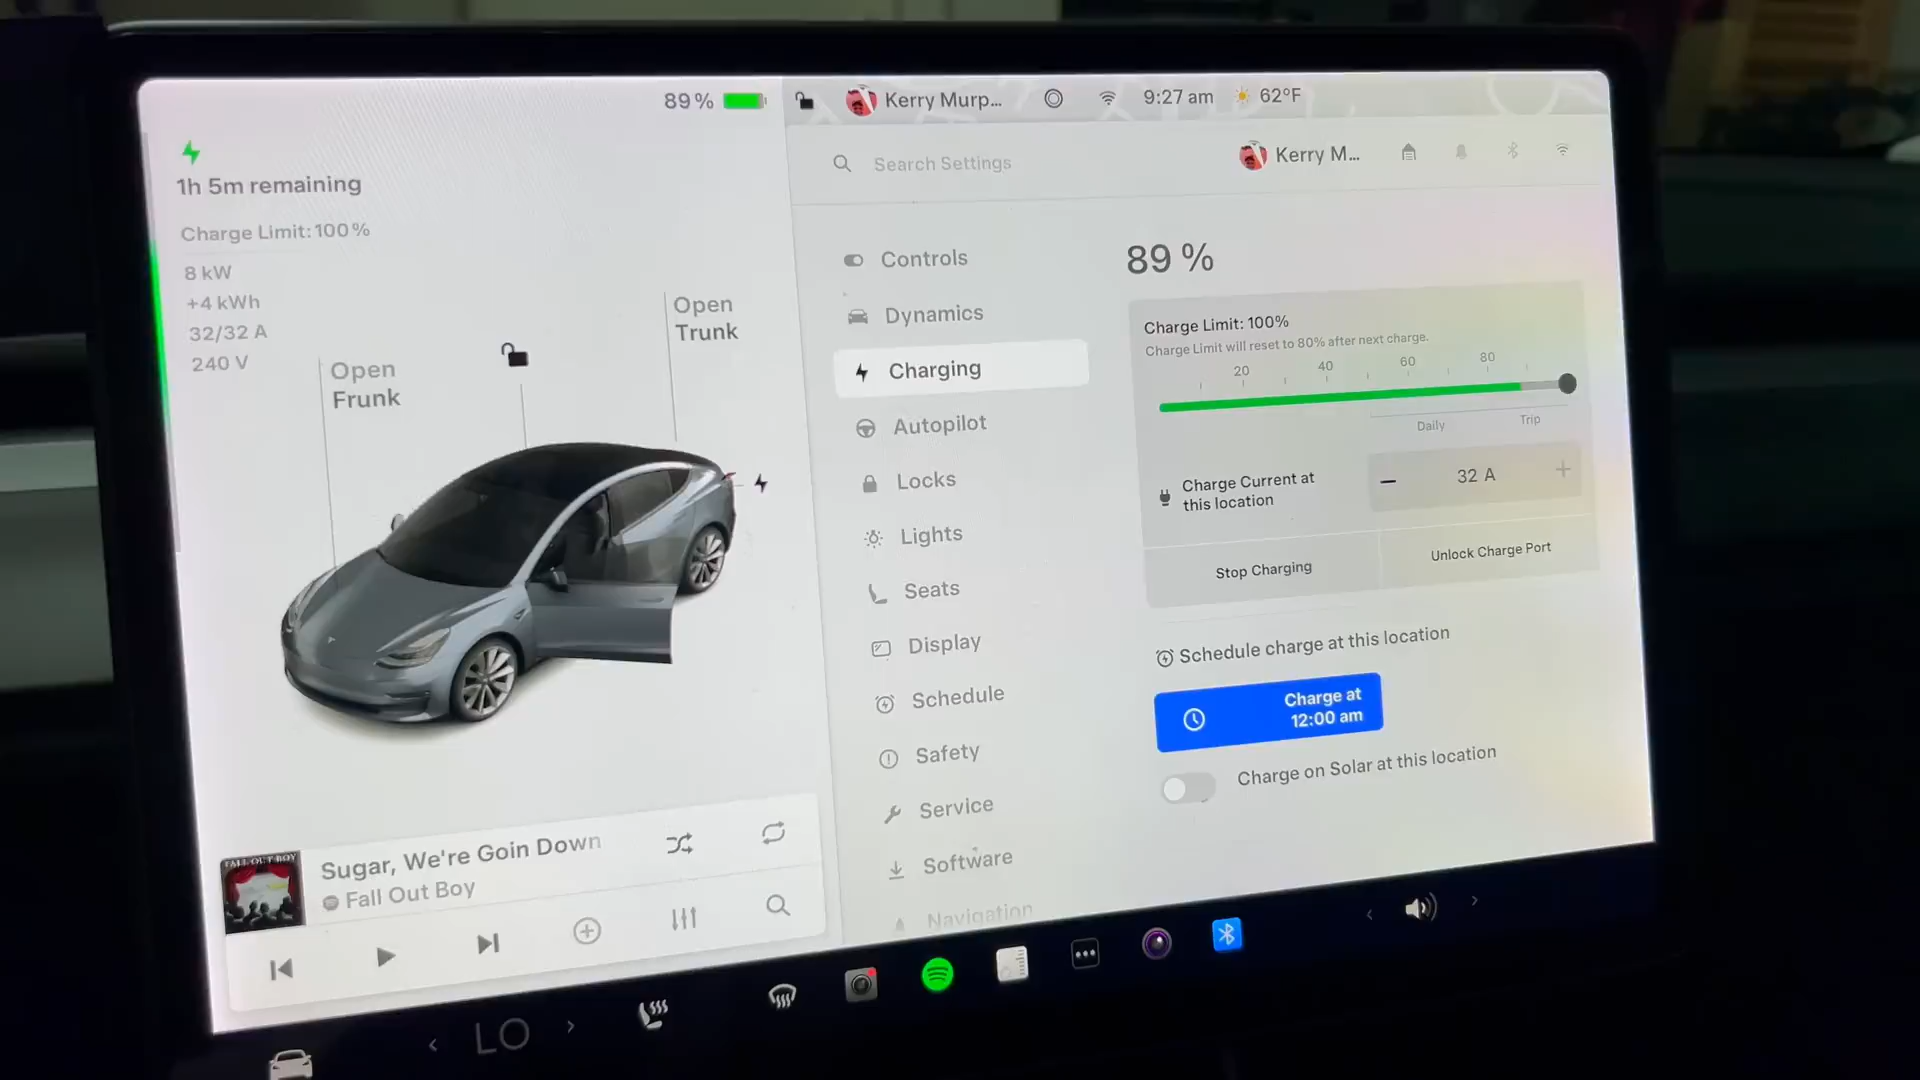 89 %
Kerry Murp...
9:27 am
62°F
1h 5m remaining
Charge Limit: 100 %
8 kW
+4 kWh
32/32 A
240 V
Open
Frunk
Open
Trunk
Search Settings
Kerry M...
Controls
Dynamics
Charging
Autopilot
Locks
Lights
Seats
Display
Schedule
Safety
Service
Software
Navigation
89 %
Charge Limit: 100%
Charge Limit will reset to 80% after next charge.
20 40 60 80
Daily Trip
Charge Current at
this location
32 A
Stop Charging
Unlock Charge Port
Schedule charge at this location
Charge at
12:00 am
Charge on Solar at this location
FALL OUT BOY
Sugar, We're Goin Down
Fall Out Boy
LO